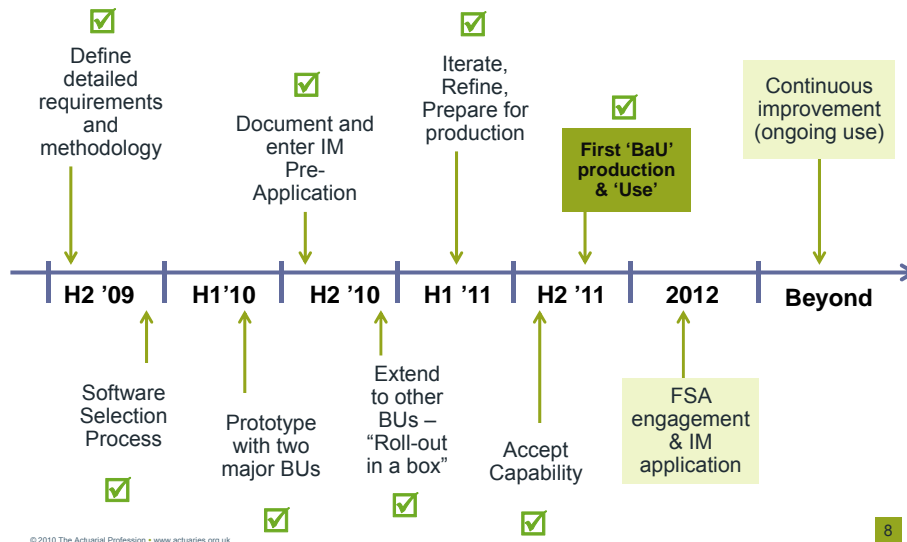 Define
detailed
requirements
and
methodology
Document and
enter IM
Pre-
Application
Iterate,
Refine,
Prepare for
production
First ‘BaU’
production
& ‘Use’
Continuous
improvement
(ongoing use)
H2 ’09
H1’10
H2 ’10
H1 ’11
H2 ’11
2012
Beyond
Software
Selection
Process
Prototype
with two
major BUs
Extend
to other
BUs –
“Roll-out
in a box”
Accept
Capability
FSA
engagement
& IM
application
© 2010 The Actuarial Profession • www.actuaries.org.uk
8